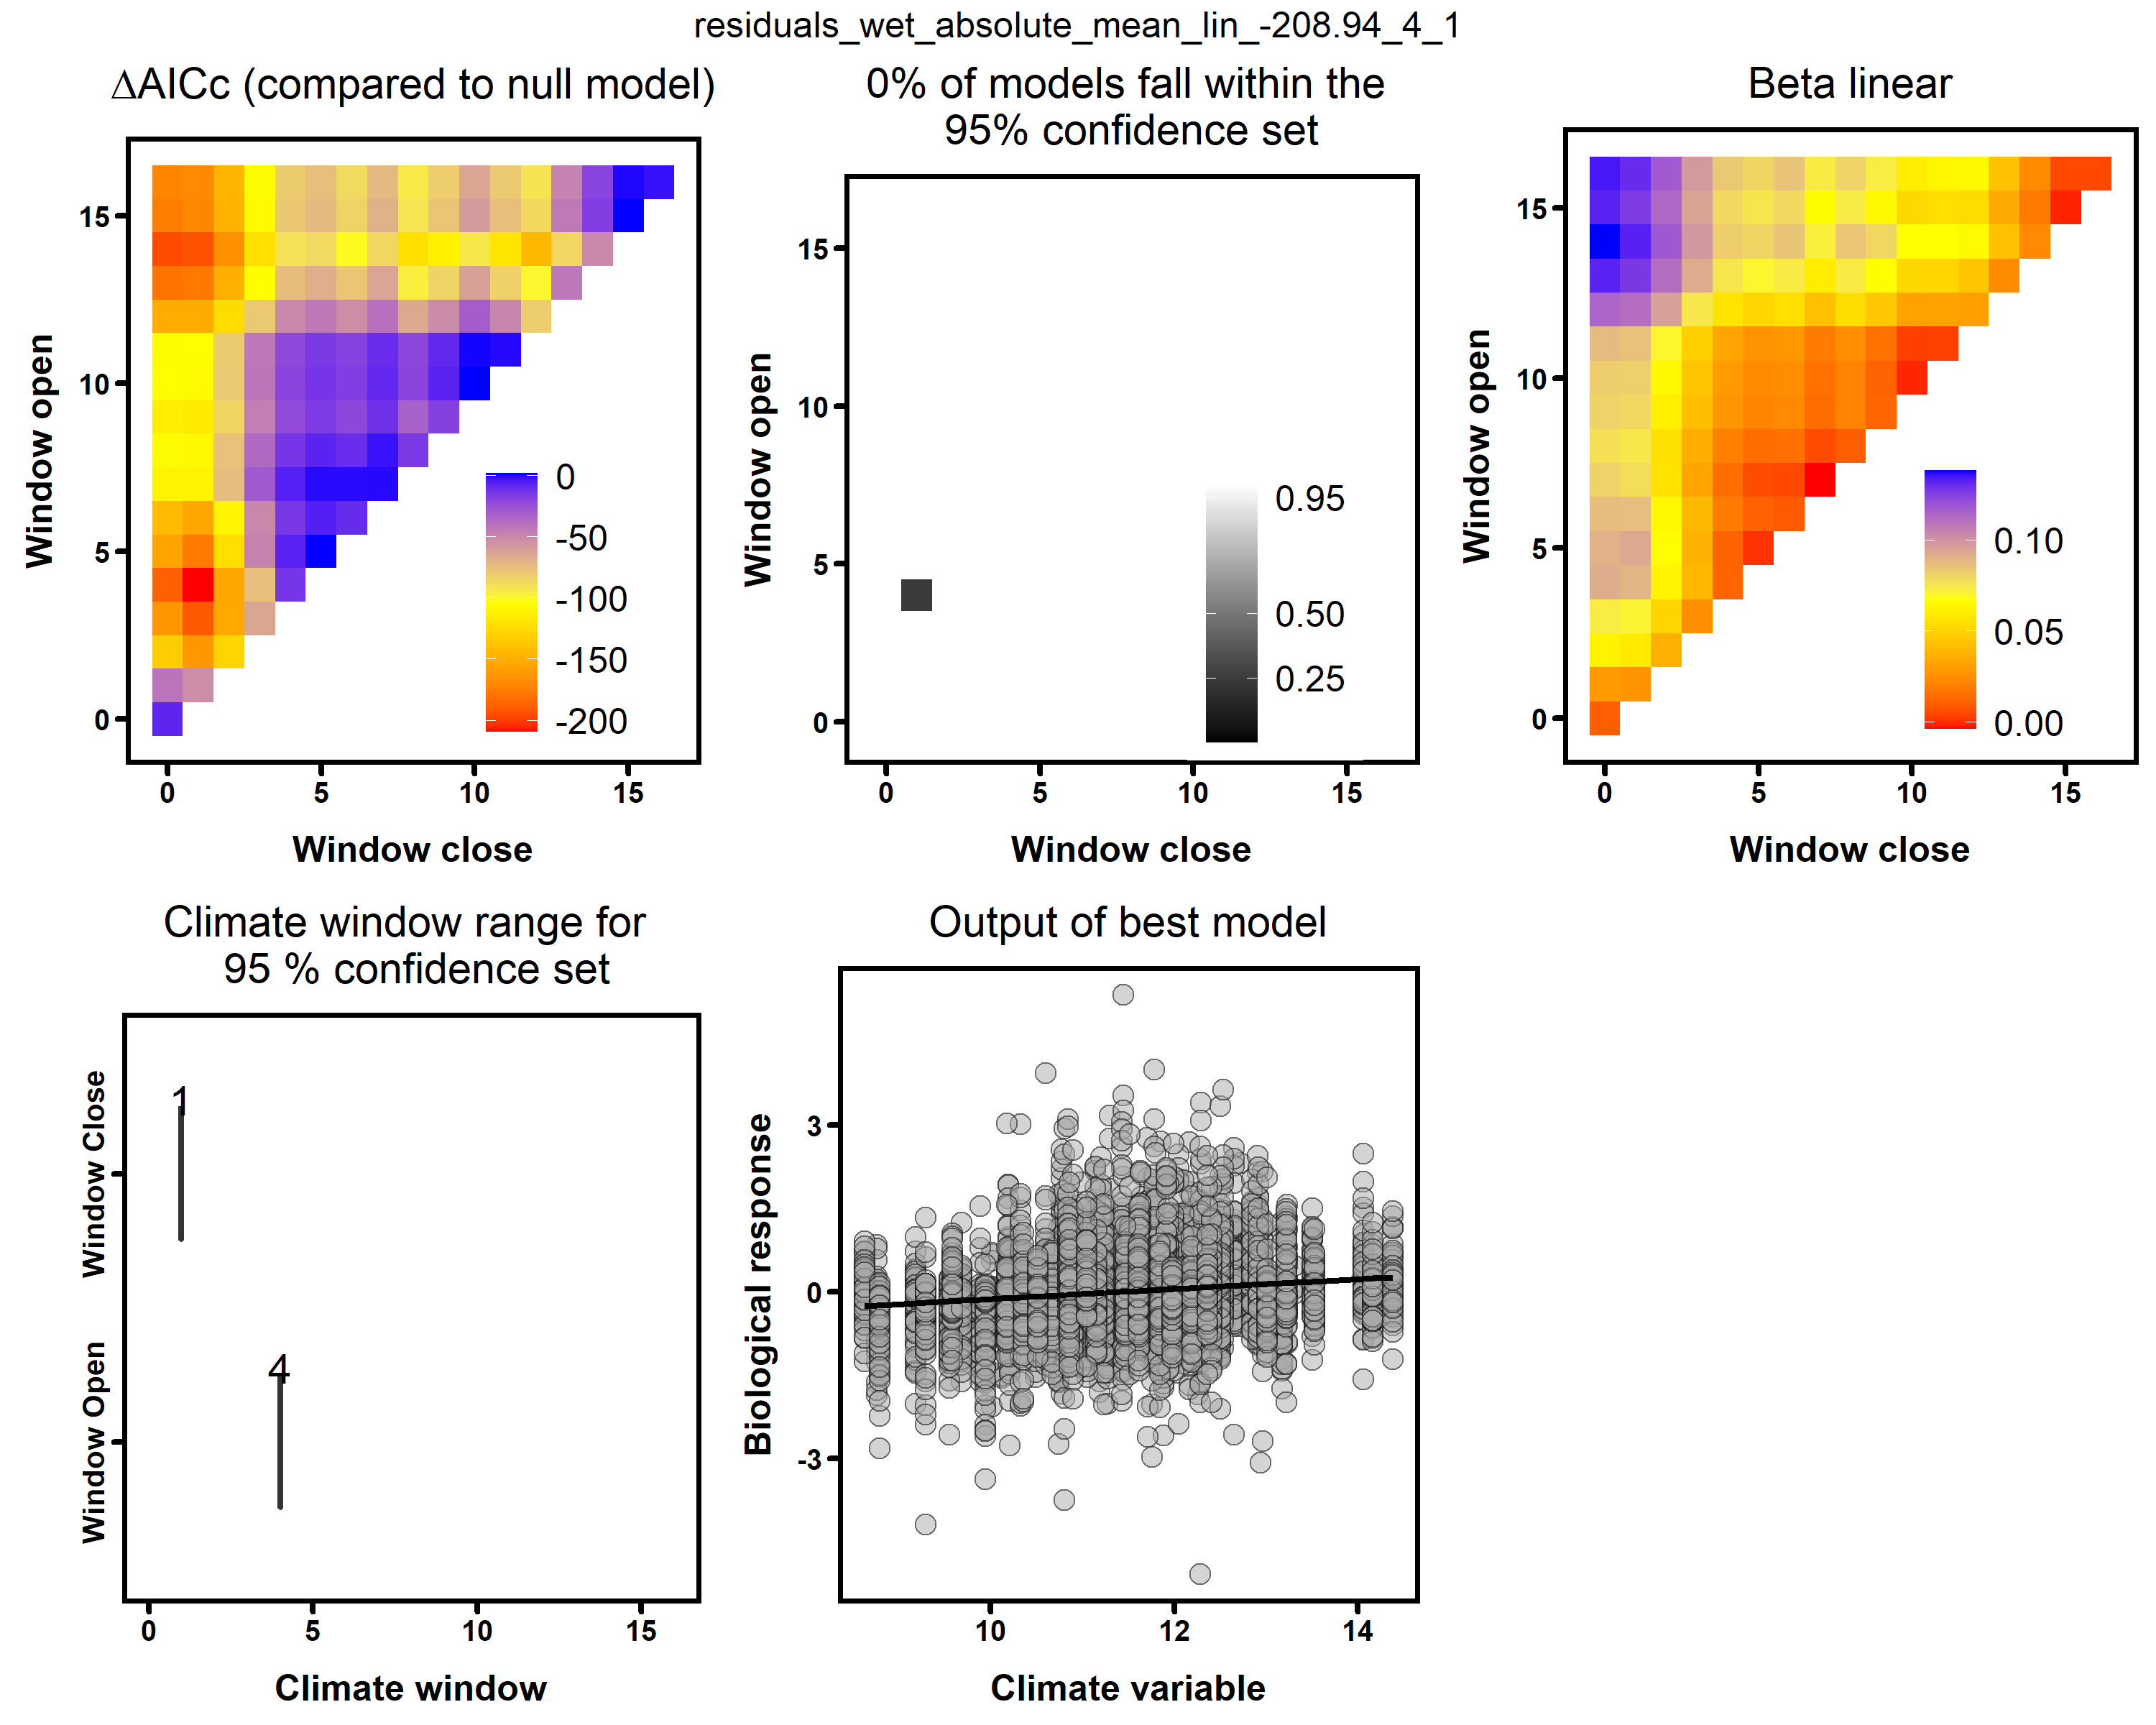 residuals_wet_absolute_mean_lin_-208.94_4_1
ΔAICc (compared to null model)
Window open
15
10
5
0
0
-50
-100
-150
-200
0
5
10
15
Window close
0% of models fall within the
95% confidence set
Window open
15
10
5
0
0.95
0.50
0.25
0
5
10
15
Window close
Beta linear
Window open
15
10
5
0
0.10
0.05
0.00
0
5
10
15
Window close
Climate window range for
95 % confidence set
Window Close
Window Open
1
4
0
5
10
15
Climate window
Output of best model
Biological response
3
0
-3
10
12
14
Climate variable